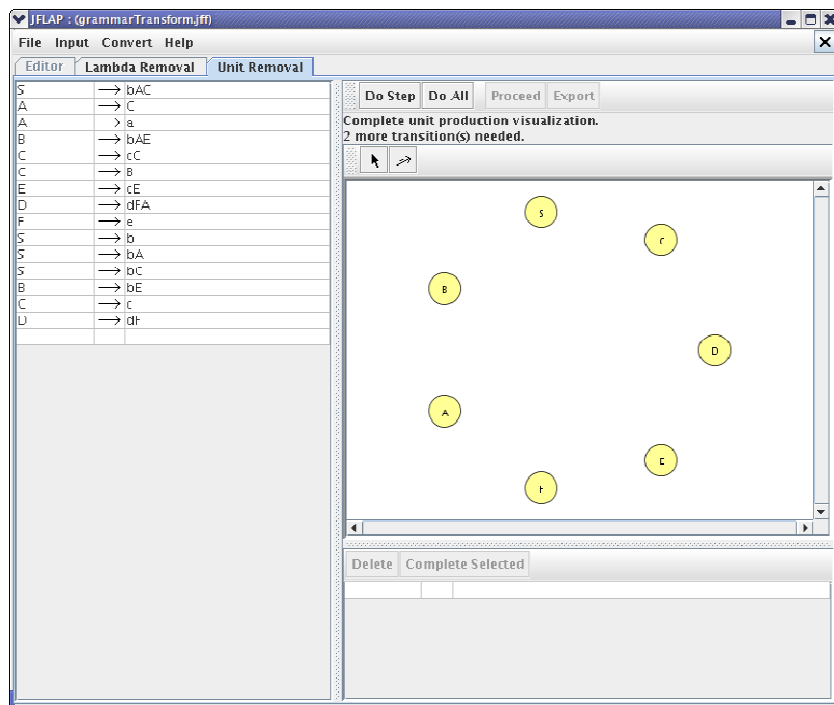 JFLAP : (grammarTransform.jff)
File Input Convert Help
Editor Lambda Removal Unit Removal
S → bAC
A → C
A → a
B → bAE
C → cC
C → B
E → cE
D → dFA
F → e
S → b
S → bA
S → bC
B → bE
C → c
D → dF
Do Step Do All Proceed Export
Complete unit production visualization.
2 more transition(s) needed.
S
C
B
D
A
E
F
Delete Complete Selected